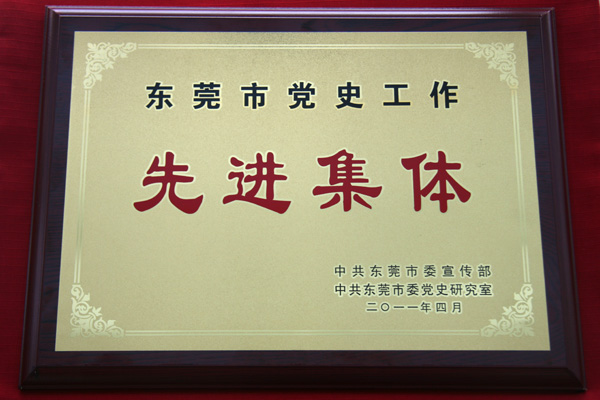 东莞市党史工作
先进集体
中共东莞市委宣传部
中共东莞市委党史研究室
二〇一一年四月